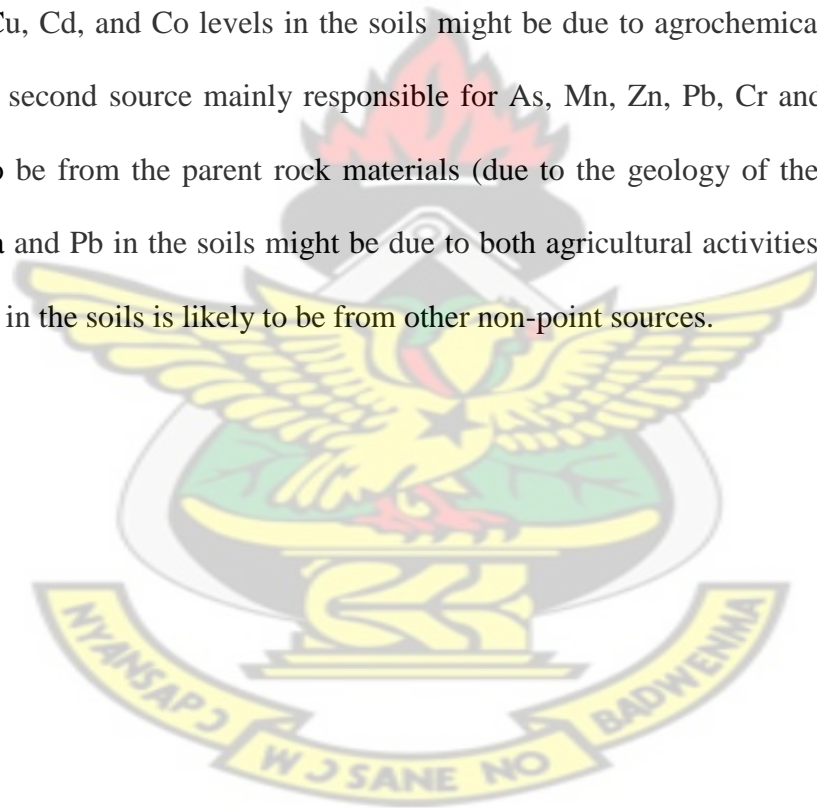 Cu, Cd, and Co levels in the soils might be due to agrochemica
second source mainly responsible for As, Mn, Zn, Pb, Cr and
be from the parent rock materials (due to the geology of the
and Pb in the soils might be due to both agricultural activities
in the soils is likely to be from other non-point sources.
NYANSAPƆ
WƆSANE NO
BADWENMA